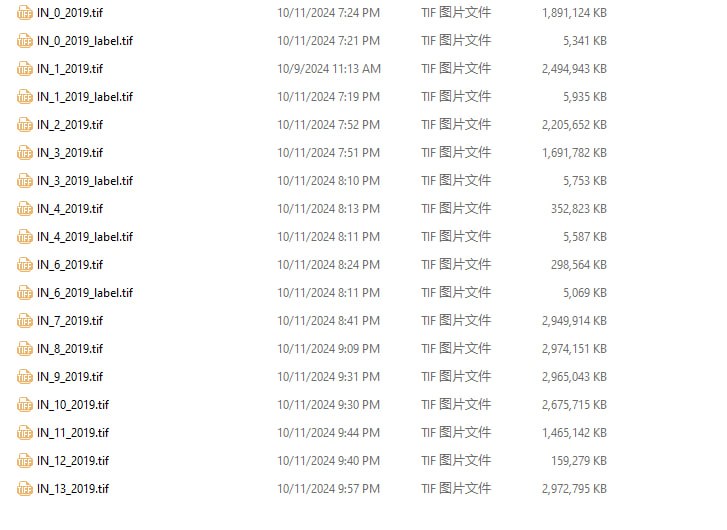 IN_0_2019.tif 10/11/2024 7:24 PM TIF 图片文件 1,891,124 KB
IN_0_2019_label.tif 10/11/2024 7:21 PM TIF 图片文件 5,341 KB
IN_1_2019.tif 10/9/2024 11:13 AM TIF 图片文件 2,494,943 KB
IN_1_2019_label.tif 10/11/2024 7:19 PM TIF 图片文件 5,935 KB
IN_2_2019.tif 10/11/2024 7:52 PM TIF 图片文件 2,205,652 KB
IN_3_2019.tif 10/11/2024 7:51 PM TIF 图片文件 1,691,782 KB
IN_3_2019_label.tif 10/11/2024 8:10 PM TIF 图片文件 5,753 KB
IN_4_2019.tif 10/11/2024 8:13 PM TIF 图片文件 352,823 KB
IN_4_2019_label.tif 10/11/2024 8:11 PM TIF 图片文件 5,587 KB
IN_6_2019.tif 10/11/2024 8:24 PM TIF 图片文件 298,564 KB
IN_6_2019_label.tif 10/11/2024 8:11 PM TIF 图片文件 5,069 KB
IN_7_2019.tif 10/11/2024 8:41 PM TIF 图片文件 2,949,914 KB
IN_8_2019.tif 10/11/2024 9:09 PM TIF 图片文件 2,974,151 KB
IN_9_2019.tif 10/11/2024 9:31 PM TIF 图片文件 2,965,043 KB
IN_10_2019.tif 10/11/2024 9:30 PM TIF 图片文件 2,675,715 KB
IN_11_2019.tif 10/11/2024 9:44 PM TIF 图片文件 1,465,142 KB
IN_12_2019.tif 10/11/2024 9:40 PM TIF 图片文件 159,279 KB
IN_13_2019.tif 10/11/2024 9:57 PM TIF 图片文件 2,972,795 KB